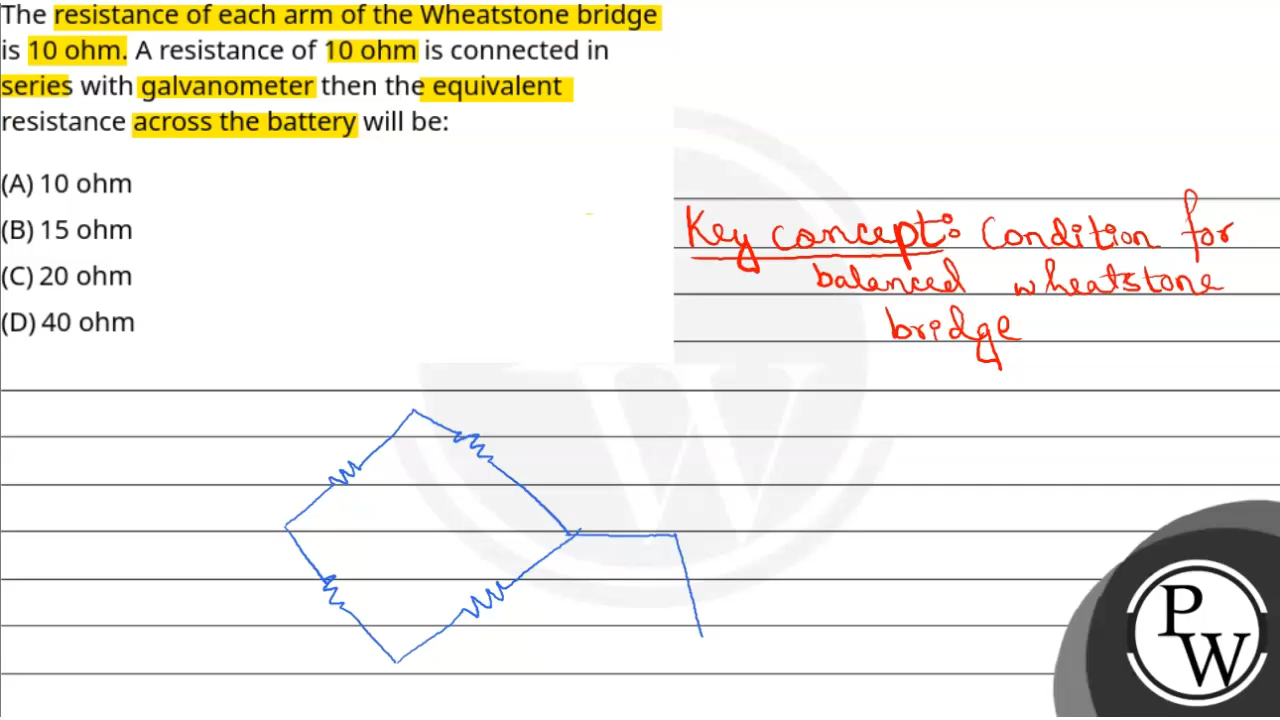 The resistance of each arm of the Wheatstone bridge
is 10 ohm. A resistance of 10 ohm is connected in
series with galvanometer then the equivalent
resistance across the battery will be:
(A) 10 ohm
(B) 15 ohm
(C) 20 ohm
(D) 40 ohm
Key concept: Condition for
balanced wheatstone
bridge
W
P
W